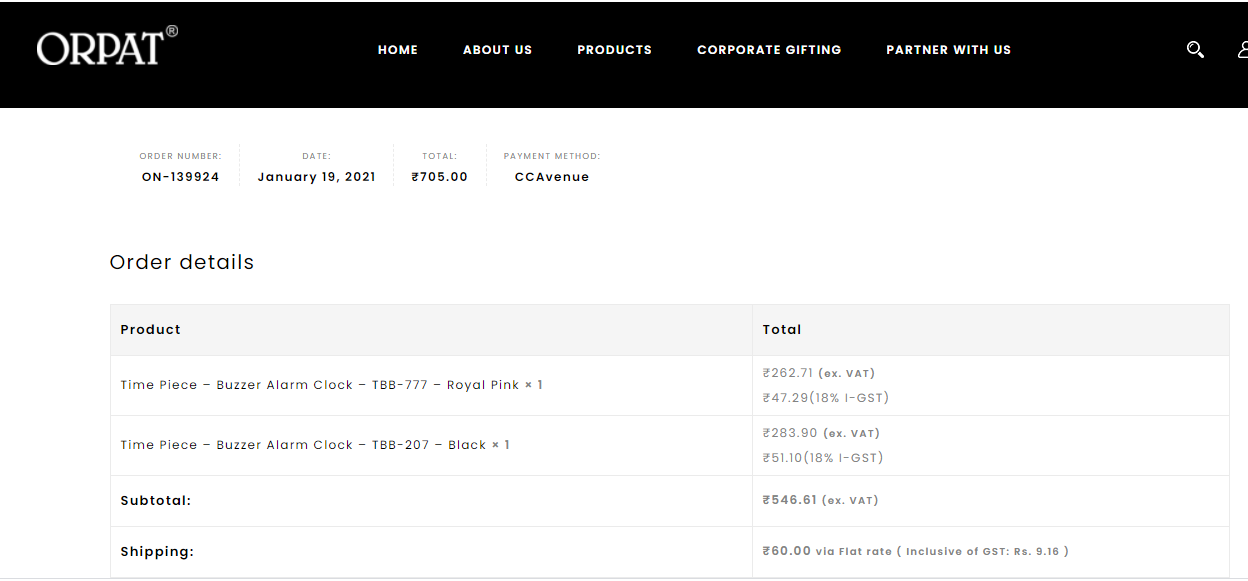 ORPAT®
HOME ABOUT US PRODUCTS CORPORATE GIFTING PARTNER WITH US
ORDER NUMBER: DATE: TOTAL: PAYMENT METHOD:
ON-139924 January 19, 2021 ₹705.00 CCAvenue
Order details
Product Total
Time Piece – Buzzer Alarm Clock – TBB-777 – Royal Pink × 1
₹262.71 (ex. VAT)
₹47.29(18% I-GST)
Time Piece – Buzzer Alarm Clock – TBB-207 – Black × 1
₹283.90 (ex. VAT)
₹51.10(18% I-GST)
Subtotal: ₹546.61 (ex. VAT)
Shipping: ₹60.00 via Flat rate ( Inclusive of GST: Rs. 9.16 )